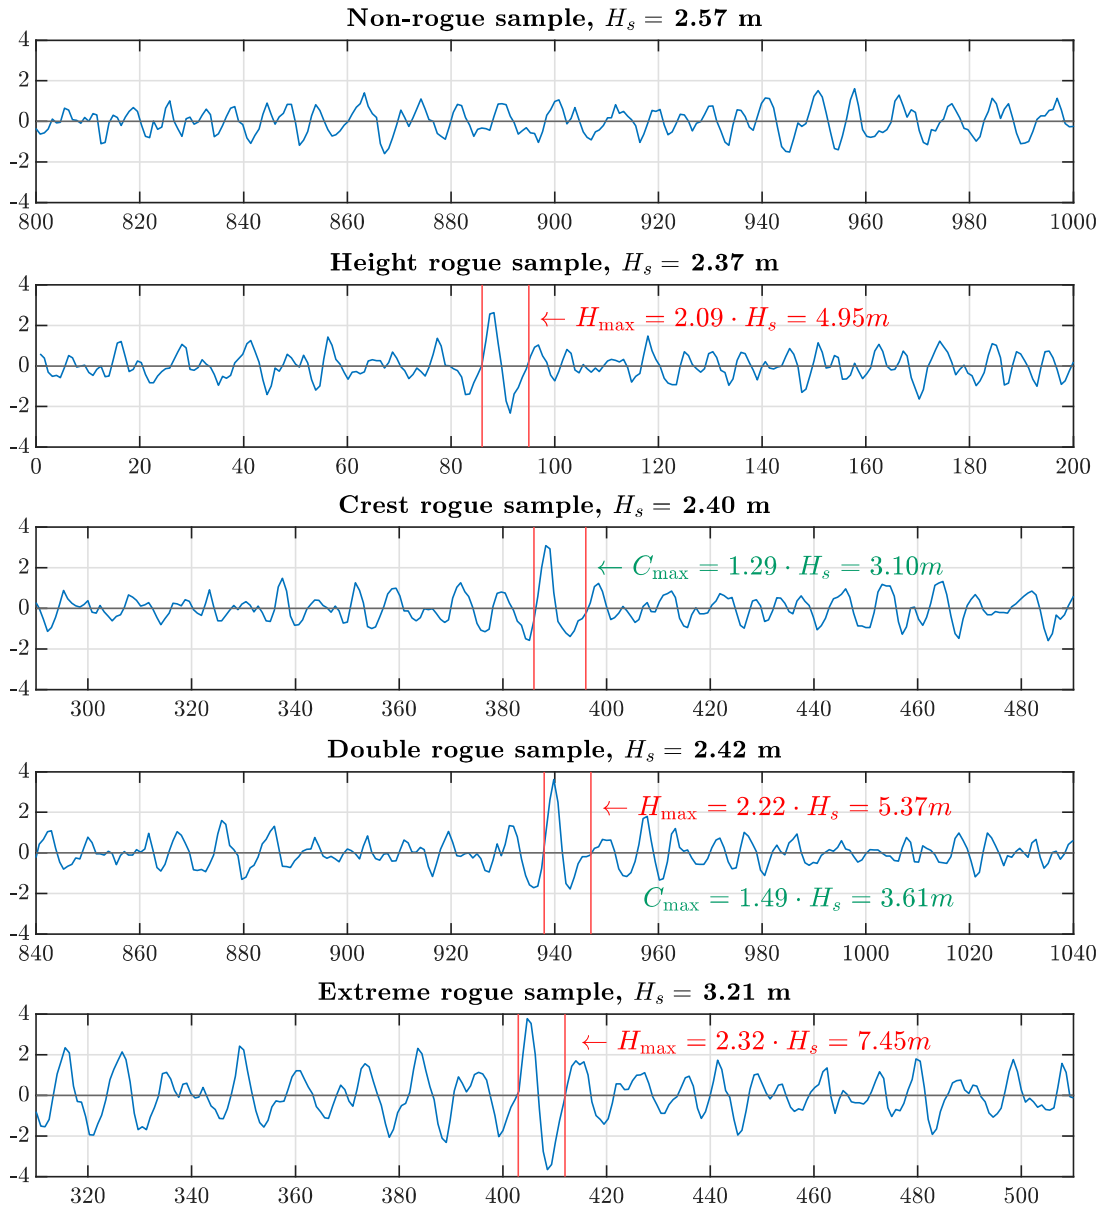 Non-rogue sample, Hs = 2.57 m
4
2
0
-2
-4
800 820 840 860 880 900 920 940 960 980 1000
Height rogue sample, Hs = 2.37 m
4
2
0
-2
-4
← Hmax = 2.09 · Hs = 4.95m
0 20 40 60 80 100 120 140 160 180 200
Crest rogue sample, Hs = 2.40 m
4
2
0
-2
-4
← Cmax = 1.29 · Hs = 3.10m
300 320 340 360 380 400 420 440 460 480
Double rogue sample, Hs = 2.42 m
4
2
0
-2
-4
← Hmax = 2.22 · Hs = 5.37m
Cmax = 1.49 · Hs = 3.61m
840 860 880 900 920 940 960 980 1000 1020 1040
Extreme rogue sample, Hs = 3.21 m
4
2
0
-2
-4
← Hmax = 2.32 · Hs = 7.45m
320 340 360 380 400 420 440 460 480 500